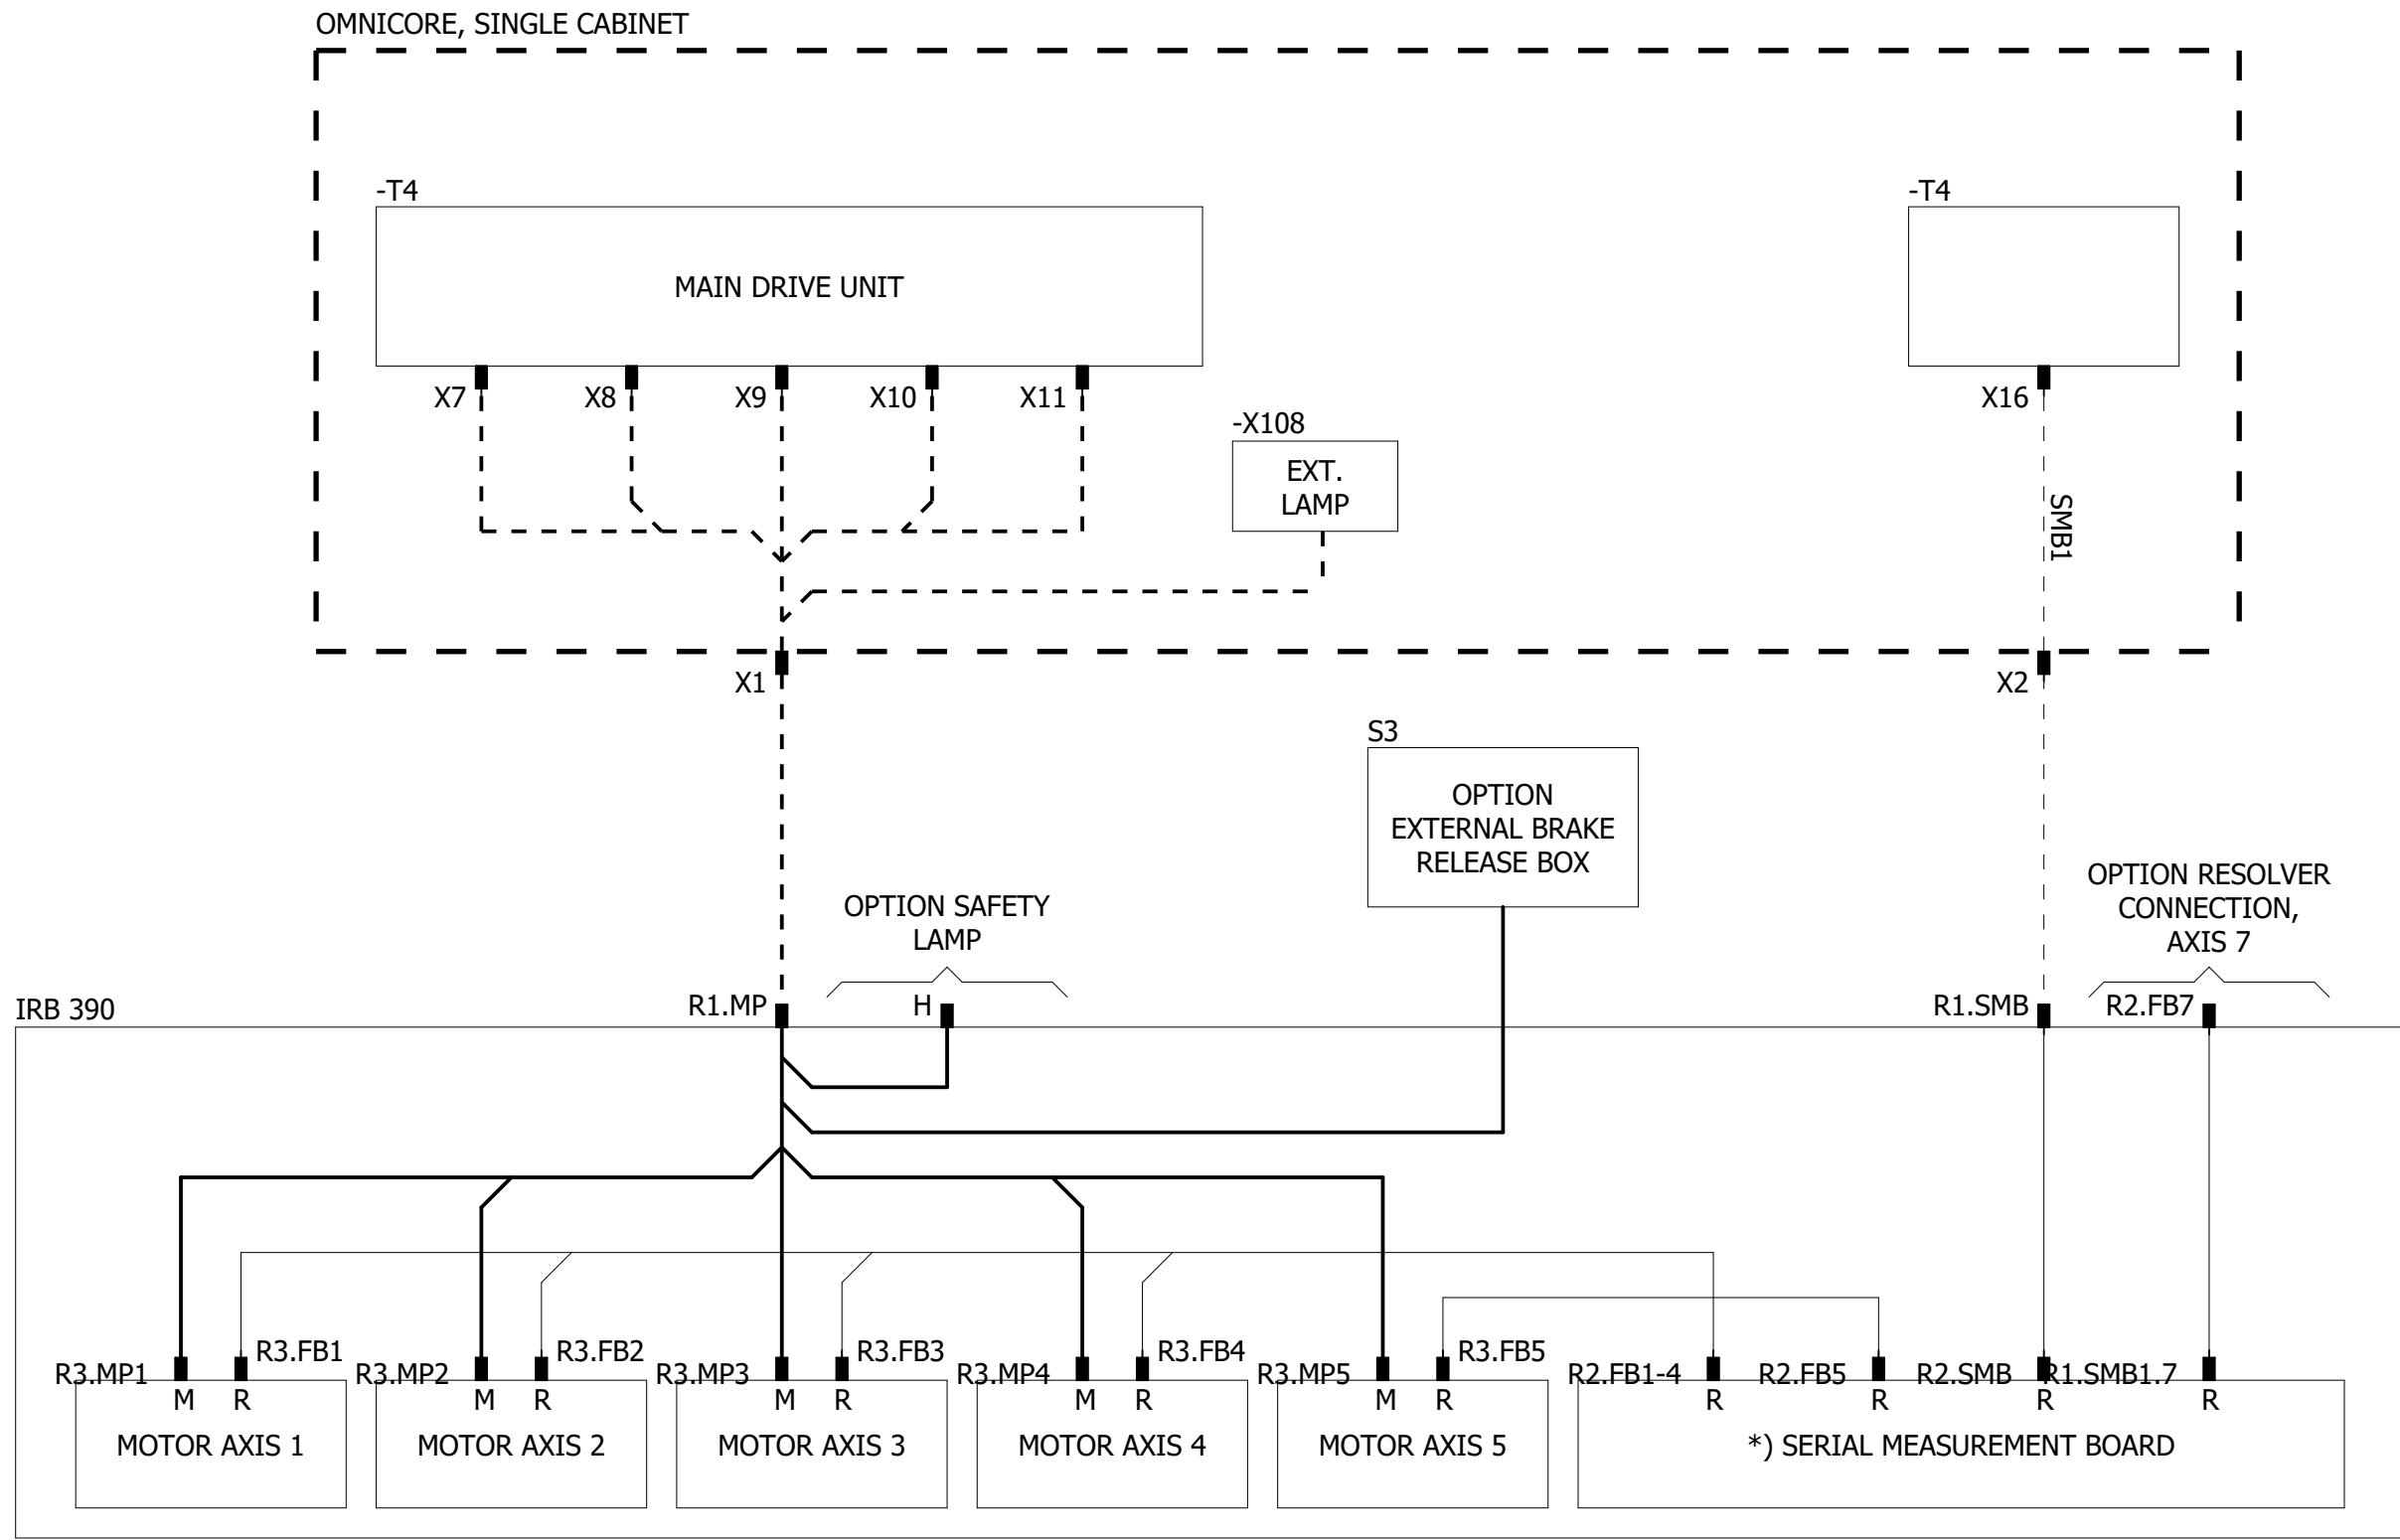 OMNICORE, SINGLE CABINET
-T4
-T4
MAIN DRIVE UNIT
X7
X8
X9
X10
X11
X16
-X108
EXT.
LAMP
SMB1
X1
X2
S3
OPTION
EXTERNAL BRAKE
RELEASE BOX
OPTION SAFETY
LAMP
OPTION RESOLVER
CONNECTION,
AXIS 7
IRB 390
R1.MP
H
R1.SMB
R2.FB7
R3.MP1
R3.FB1
R3.MP2
R3.FB2
R3.MP3
R3.FB3
R3.MP4
R3.FB4
R3.MP5
R3.FB5
R2.FB1-4
R2.FB5
R2.SMB
R1.SMB1.7
M
R
M
R
M
R
M
R
M
R
R
R
R
R
MOTOR AXIS 1
MOTOR AXIS 2
MOTOR AXIS 3
MOTOR AXIS 4
MOTOR AXIS 5
*) SERIAL MEASUREMENT BOARD